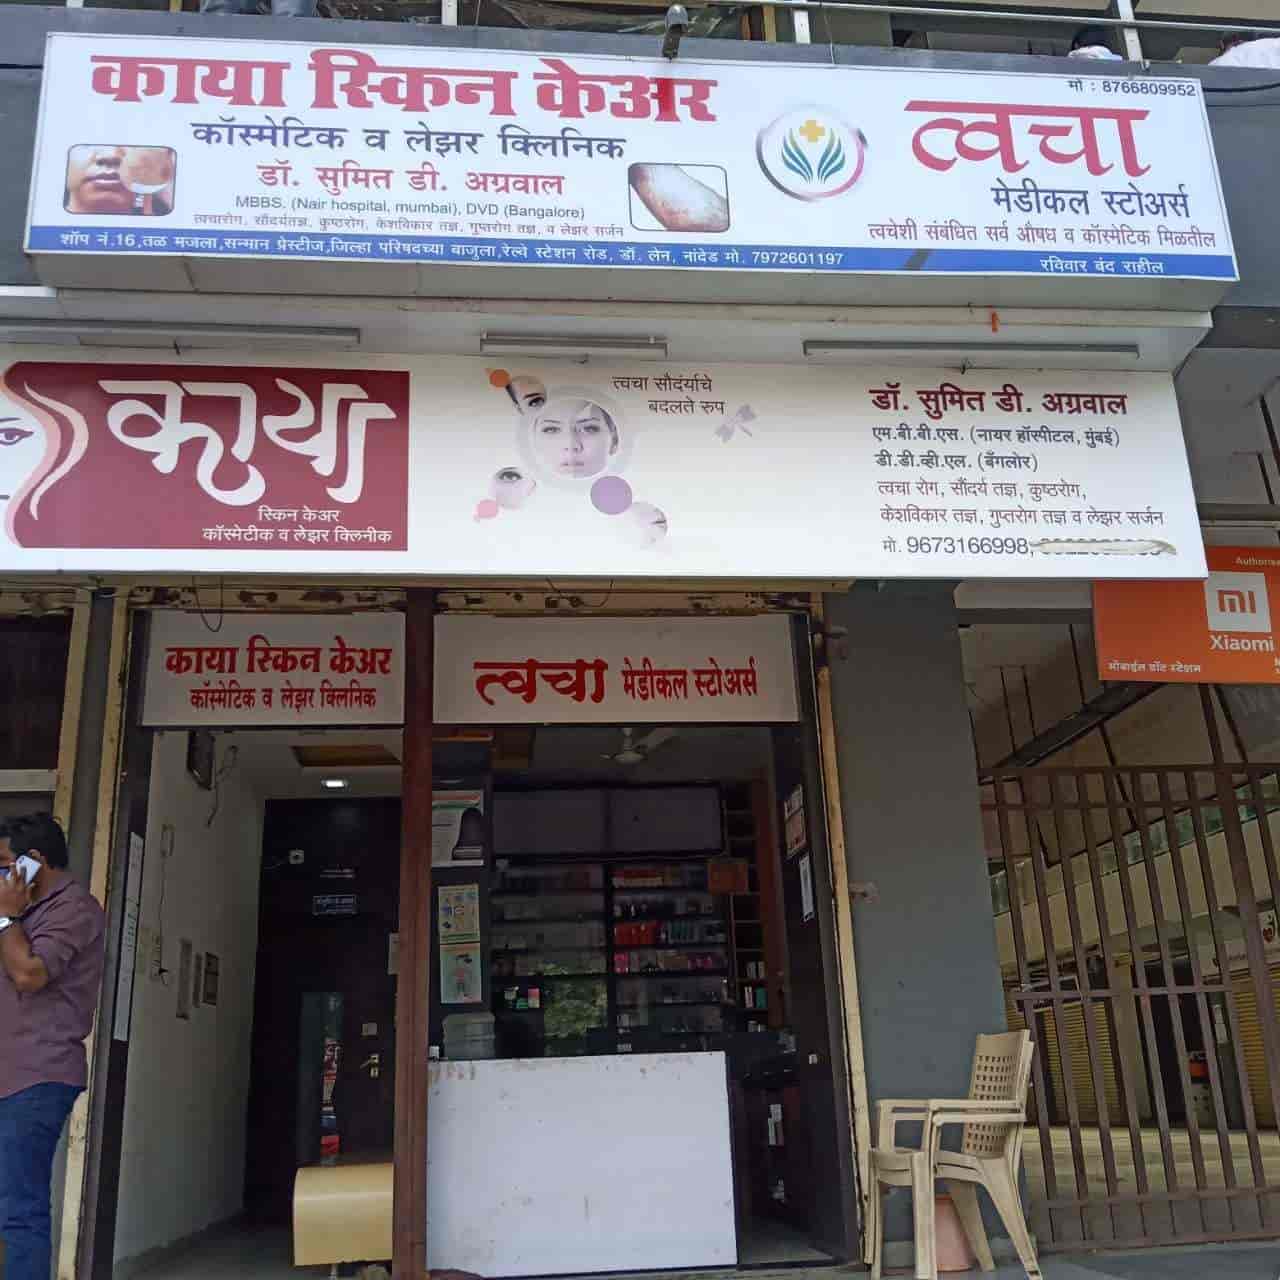 काया स्किन केअर
कॉस्मेटिक व लेझर क्लिनिक
डॉ. सुमित डी. अग्रवाल
MBBS. (Nair hospital, mumbai), DVD (Bangalore)
त्वचारोग, सौंदर्यतज्ञ, कुष्ठरोग, केशविकार तज्ञ, गुप्तरोग तज्ञ, व लेझर सर्जन
मो : 8766809952
त्वचा
मेडीकल स्टोअर्स
त्वचेशी संबंधित सर्व औषध व कॉस्मेटिक मिळतील
शॉप नं.16,तळ मजला,सन्मान प्रेस्टीज,जिल्हा परिषदच्या बाजुला,रेल्वे स्टेशन रोड, डॉ. लेन, नांदेड मो. 7972601197
रविवार बंद राहील
काया
स्किन केअर
कॉस्मेटीक व लेझर क्लिनीक
त्वचा सौदंर्याचे
बदलते रुप
डॉ. सुमित डी. अग्रवाल
एम.बी.बी.एस. (नायर हॉस्पीटल, मुंबई)
डी.डी.व्ही.एल. (बँगलोर)
त्वचा रोग, सौंदर्य तज्ञ, कुष्ठरोग,
केशविकार तज्ञ, गुप्तरोग तज्ञ व लेझर सर्जन
मो. 9673166998,
काया स्किन केअर
कॉस्मेटिक व लेझर क्लिनिक
त्वचा मेडीकल स्टोअर्स
mi
Xiaomi
मोबाईल डॉट स्टेशन